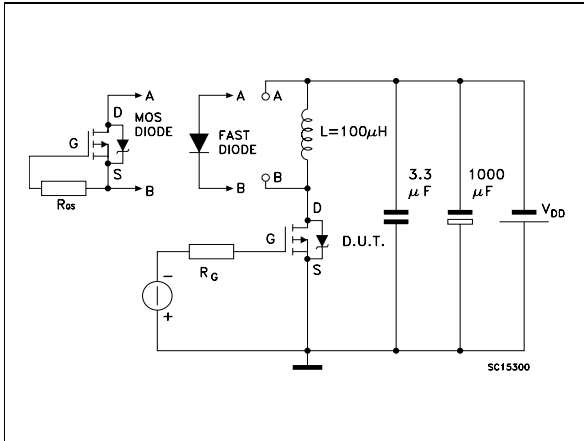 A
D
MOS
DIODE
G
S
B
RGS
A
FAST
DIODE
B
A
B
L=100µH
D
G
S
D.U.T.
RG
-
+
3.3
µF
1000
µF
VDD
SC15300